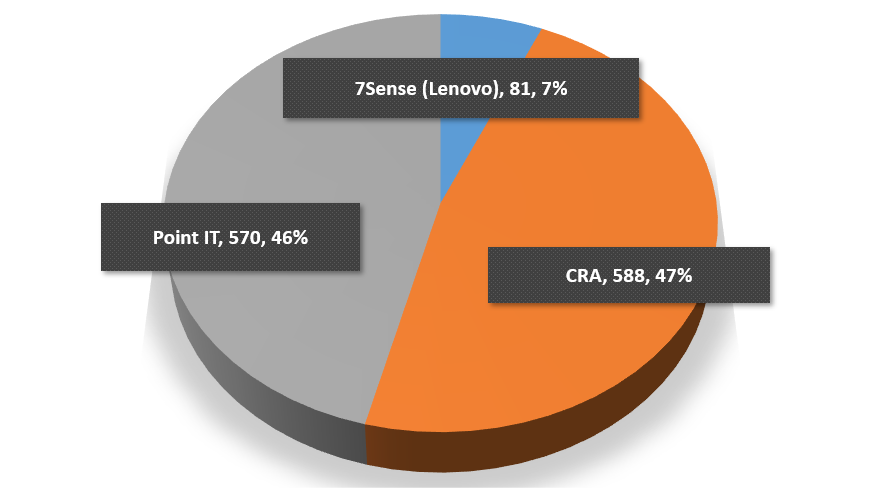 7Sense (Lenovo), 81, 7%
Point IT, 570, 46%
CRA, 588, 47%